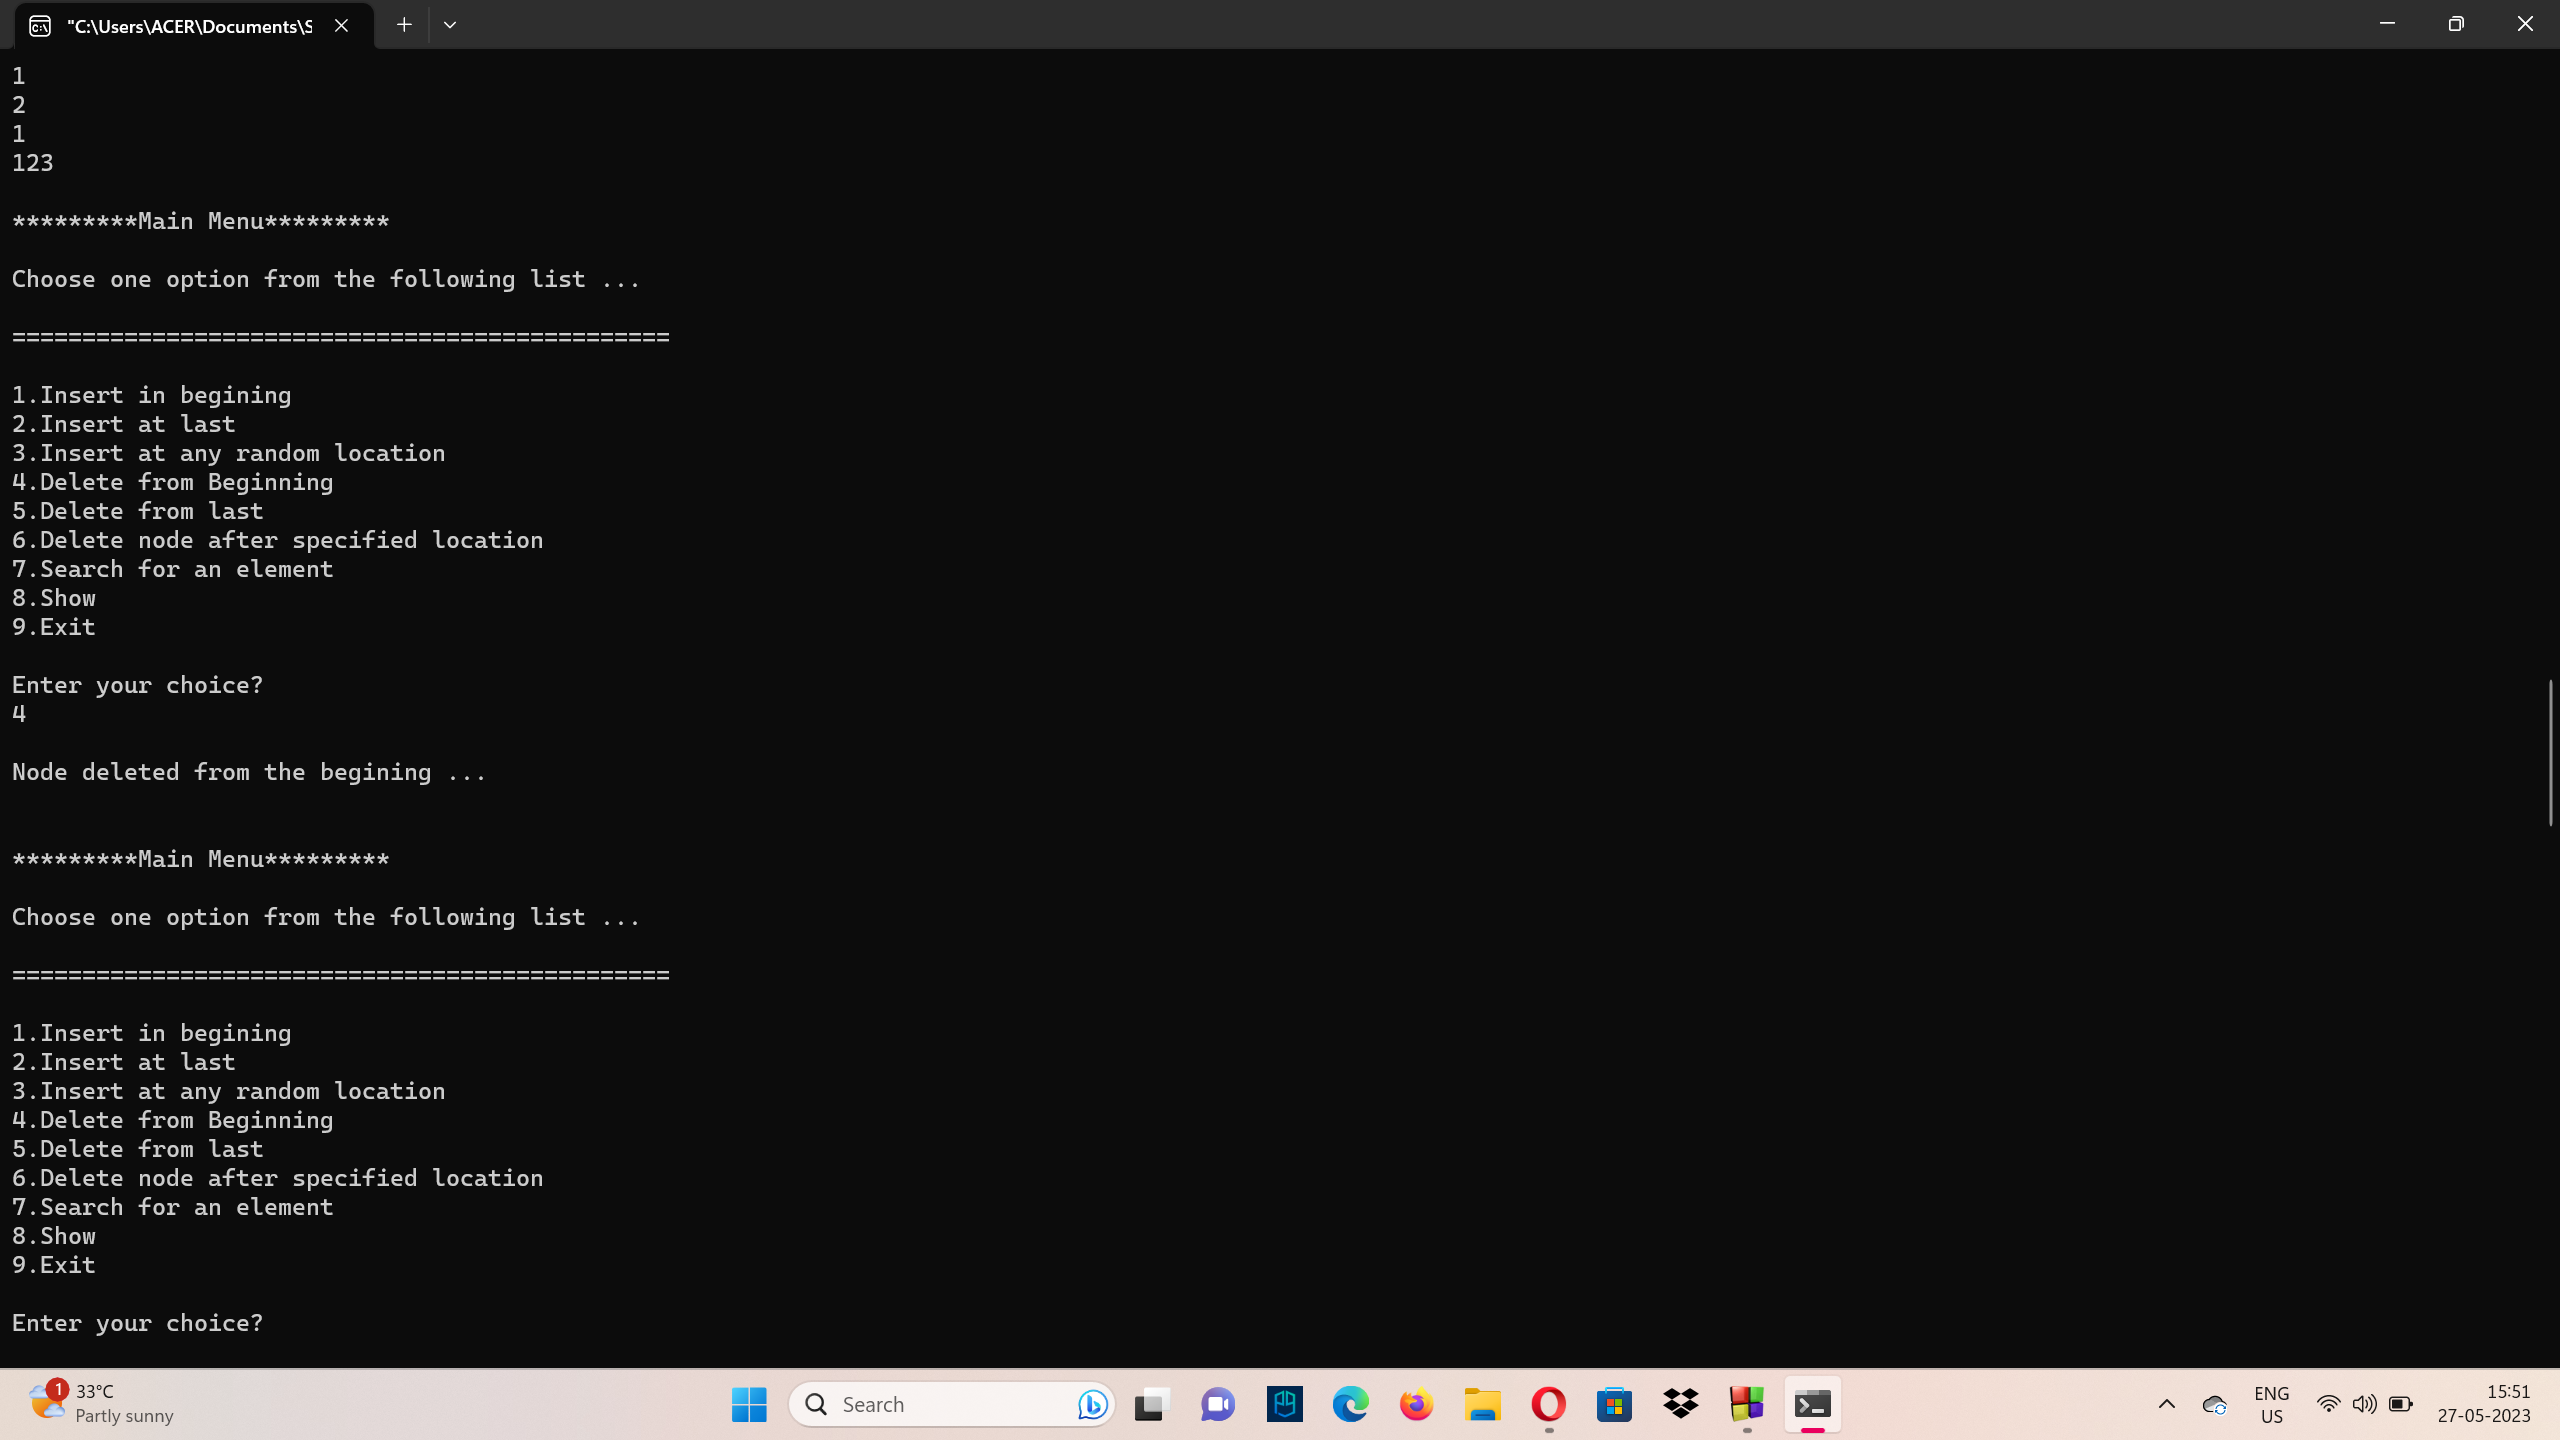 "C:\Users\ACER\Documents\S
1
2
1
123
*********Main Menu*********
Choose one option from the following list ...
===============================================
1.Insert in begining
2.Insert at last
3.Insert at any random location
4.Delete from Beginning
5.Delete from last
6.Delete node after specified location
7.Search for an element
8.Show
9.Exit
Enter your choice?
4
Node deleted from the begining ...
*********Main Menu*********
Choose one option from the following list ...
===============================================
1.Insert in begining
2.Insert at last
3.Insert at any random location
4.Delete from Beginning
5.Delete from last
6.Delete node after specified location
7.Search for an element
8.Show
9.Exit
Enter your choice?
1
33°C
Partly sunny
Search
ENG
US
15:51
27-05-2023